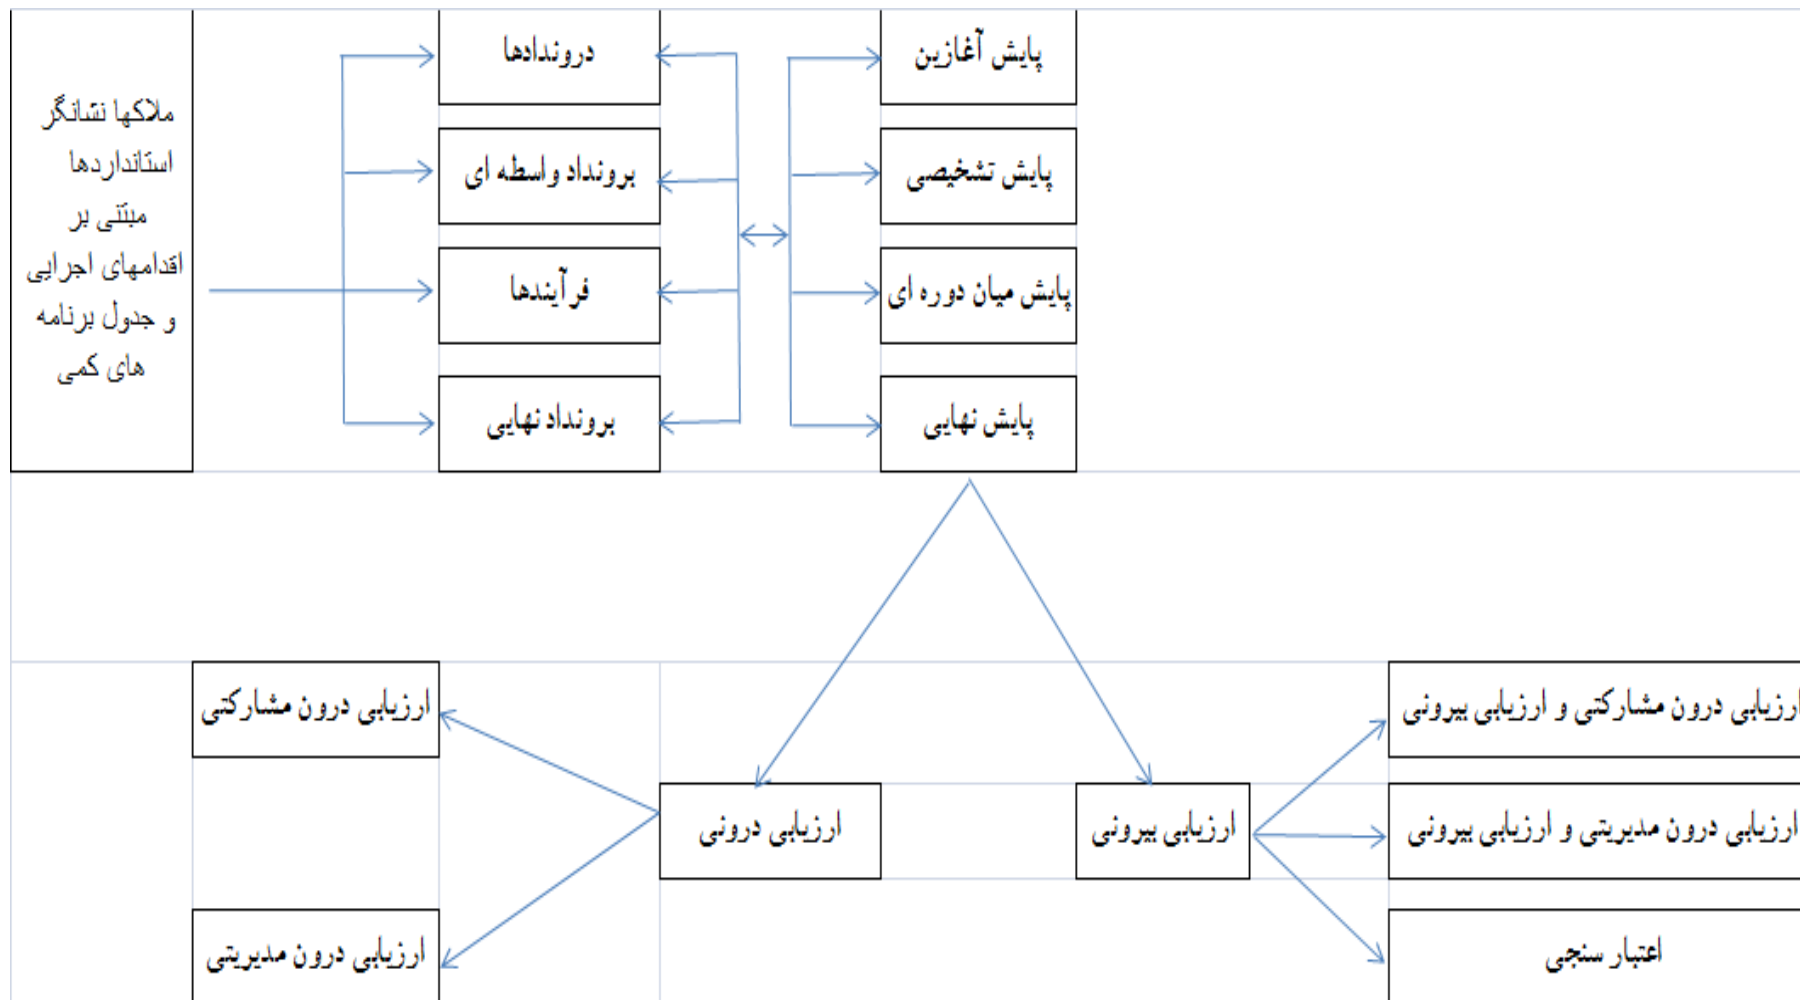 ملاکها نشانگر
استانداردها
مبتنی بر
اقدامهای اجرایی
و جدول برنامه
های کمی
دروندادها
برونداد واسطه ای
فرآیندها
برونداد نهایی
پایش آغازین
پایش تشخیصی
پایش میان دوره ای
پایش نهایی
ارزیابی درون مشارکتی
ارزیابی درون مدیریتی
ارزیابی درونی
ارزیابی بیرونی
ارزیابی درون مشارکتی و ارزیابی بیرونی
ارزیابی درون مدیریتی و ارزیابی بیرونی
اعتبار سنجی